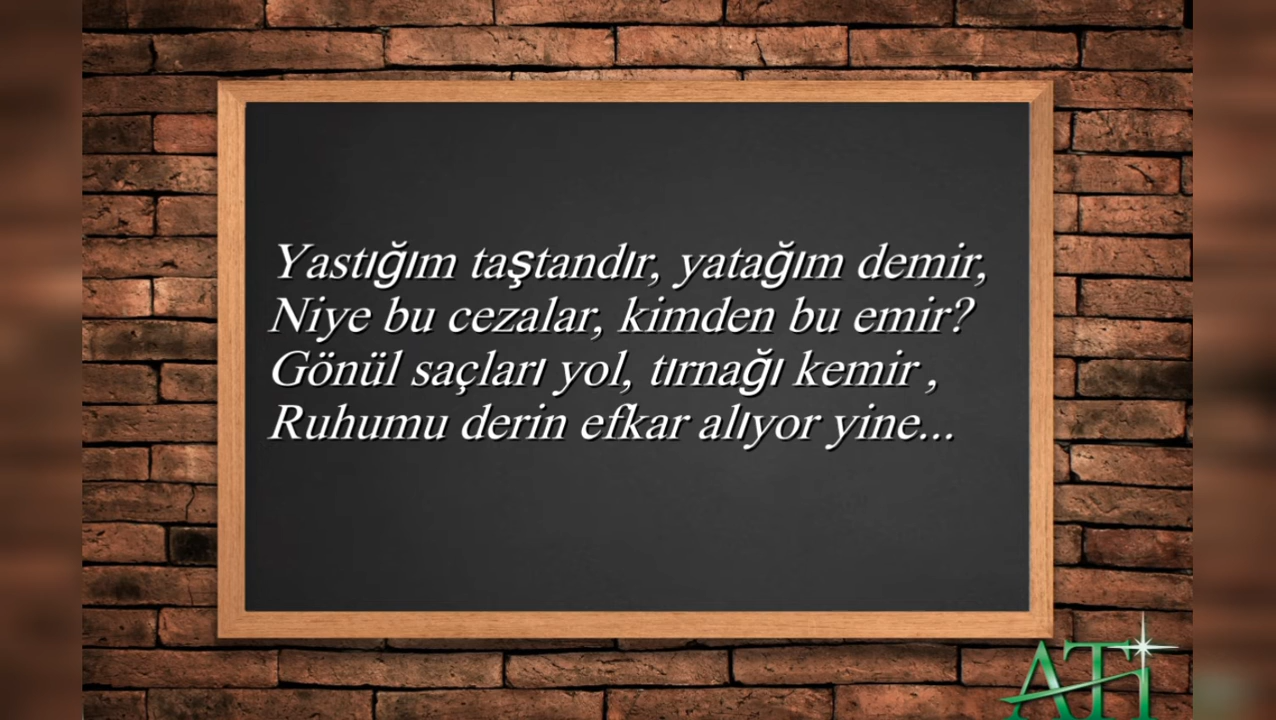 Yastığım taştandır, yatağım demir,
Niye bu cezalar, kimden bu emir?
Gönül saçları yol, tırnağı kemir ,
Ruhumu derin efkar alıyor yine...
ATi